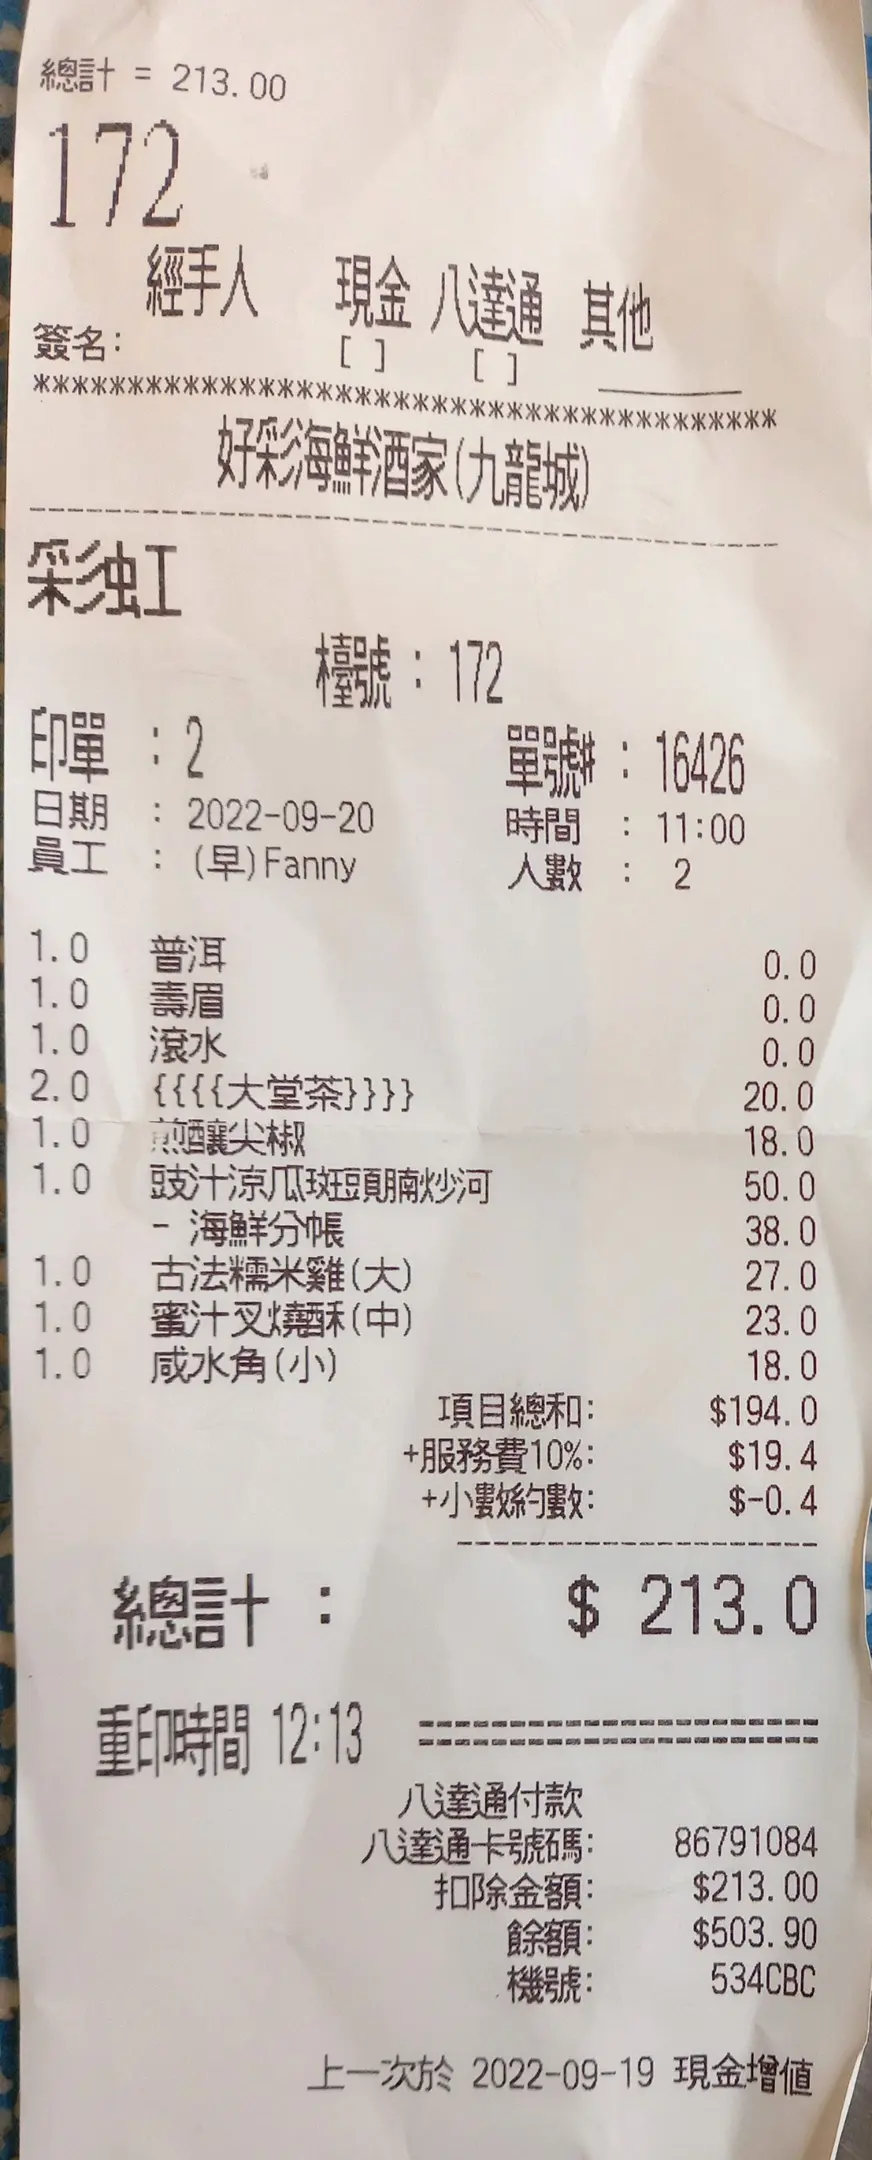 總計 = 213.00
172
經手人 現金 八達通 其他
簽名: [ ] [ ] ________
*****************************************
好彩海鮮酒家(九龍城)
彩虹
檯號 : 172
印單 : 2 單號# : 16426
日期 : 2022-09-20 時間 : 11:00
員工 : (早)Fanny 人數 : 2
1.0 普洱 0.0
1.0 壽眉 0.0
1.0 滾水 0.0
2.0 {{{{大堂茶}}}} 20.0
1.0 煎釀尖椒 18.0
1.0 豉汁涼瓜斑頭腩炒河 50.0
- 海鮮分帳 38.0
1.0 古法糯米雞(大) 27.0
1.0 蜜汁叉燒酥(中) 23.0
1.0 咸水角(小) 18.0
項目總和: $194.0
+服務費10%: $19.4
+小數約數: $-0.4
總計 : $ 213.0
重印時間 12:13 ======================
八達通付款
八達通卡號碼: 86791084
扣除金額: $213.00
餘額: $503.90
機號: 534CBC
上一次於 2022-09-19 現金增值